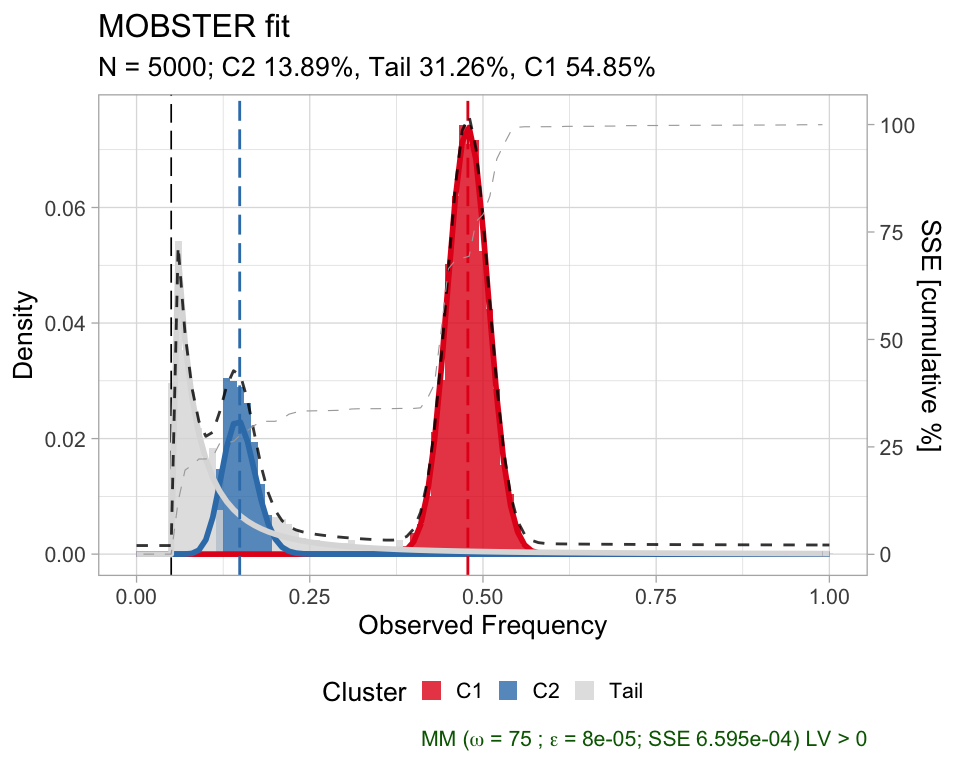 MOBSTER fit
N = 5000; C2 13.89%, Tail 31.26%, C1 54.85%
Density
0.06
0.04
0.02
0.00
100
75
50
25
0
SSE [cumulative %]
0.00 0.25 0.50 0.75 1.00
Observed Frequency
Cluster C1 C2 Tail
MM (ω = 75 ; ε = 8e-05; SSE 6.595e-04) LV > 0